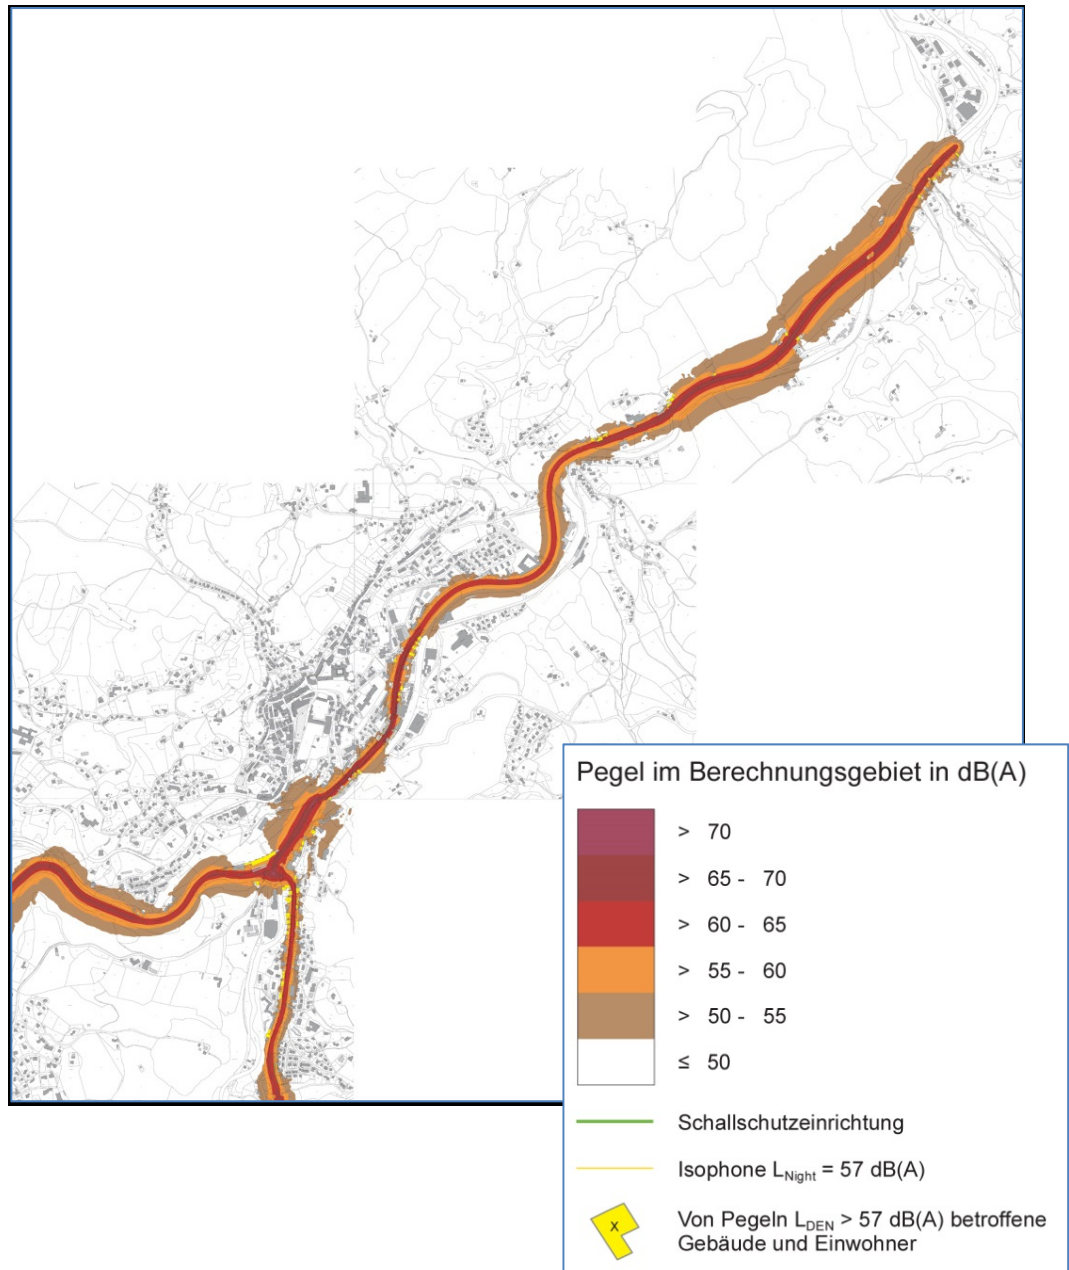 Pegel im Berechnungsgebiet in dB(A)
> 70
> 65 - 70
> 60 - 65
> 55 - 60
> 50 - 55
≤ 50
Schallschutzeinrichtung
Isophone LNight = 57 dB(A)
x
Von Pegeln LDEN > 57 dB(A) betroffene
Gebäude und Einwohner